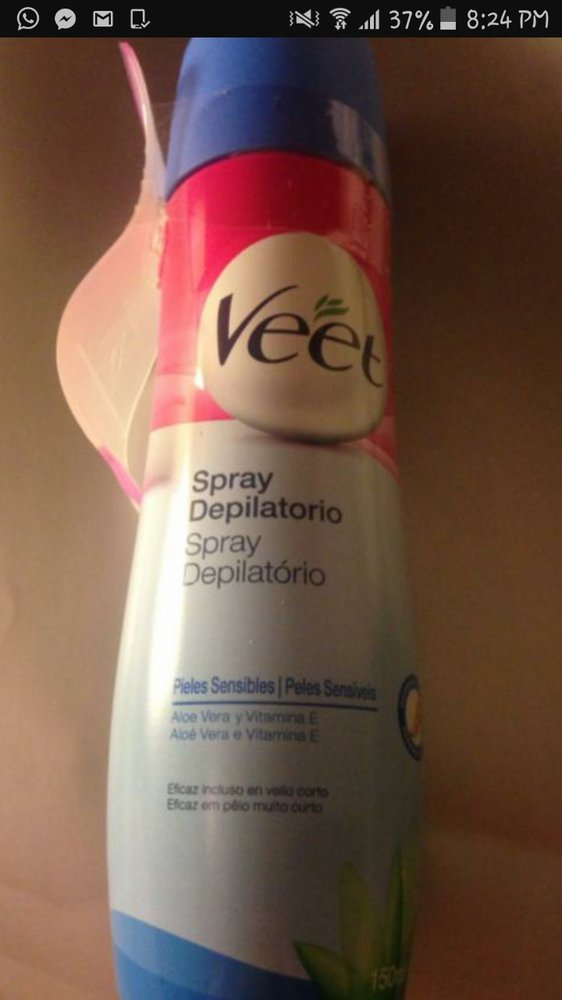 37% 8:24 PM
Veet
Spray
Depilatorio
Spray
Depilatório
Pieles Sensibles | Peles Sensíveis
Aloe Vera y Vitamina E
Aloé Vera e Vitamina E
Eficaz incluso en vello corto
Eficaz em pêlo muito curto
150